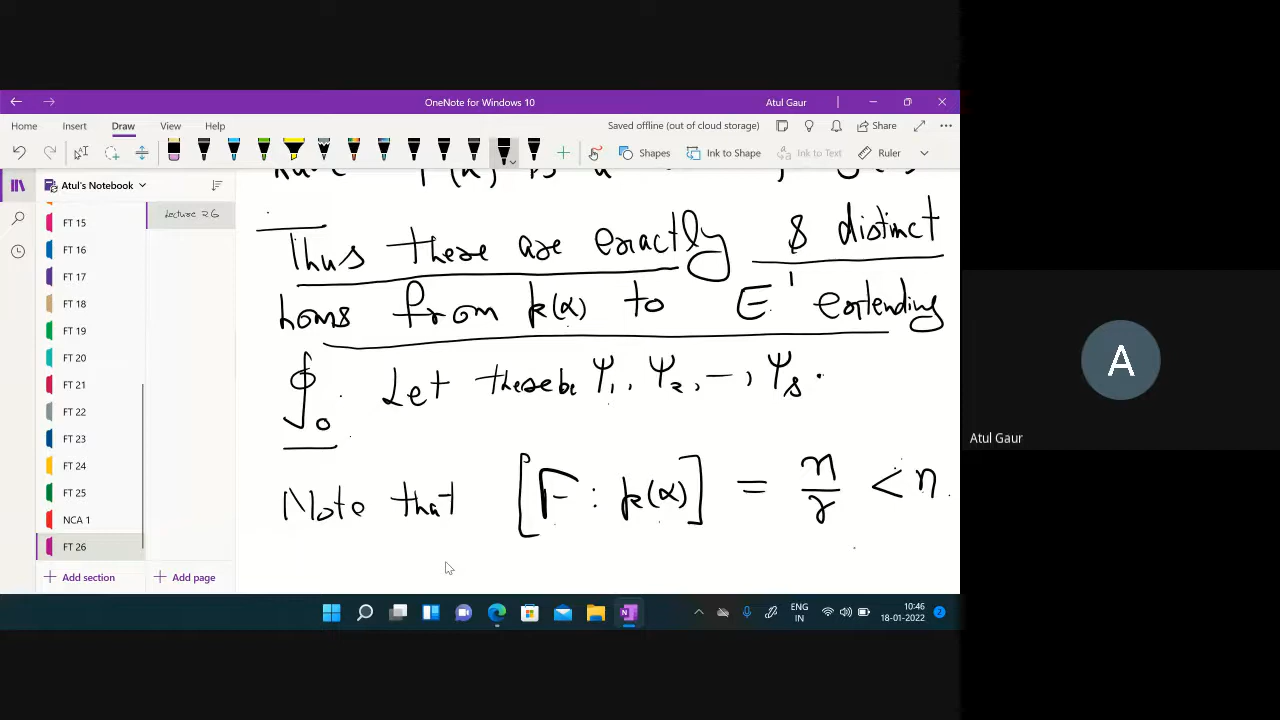 OneNote for Windows 10
Atul Gaur
Home Insert Draw View Help
Saved offline (out of cloud storage)
Share
Shapes
Ink to Shape
Ink to Text
Ruler
Atul's Notebook
Lecture 26
FT 15
FT 16
FT 17
FT 18
FT 19
FT 20
FT 21
FT 22
FT 23
FT 24
FT 25
NCA 1
FT 26
Add section
Add page
Thus there are exactly s distinct
homs from k(α) to E' extending
ϕ₀. Let these be Ψ₁, Ψ₂, –, Ψₛ.
Note that [F : k(α)] = n/r < n.
ENG
IN
10:46
18-01-2022
2
A
Atul Gaur